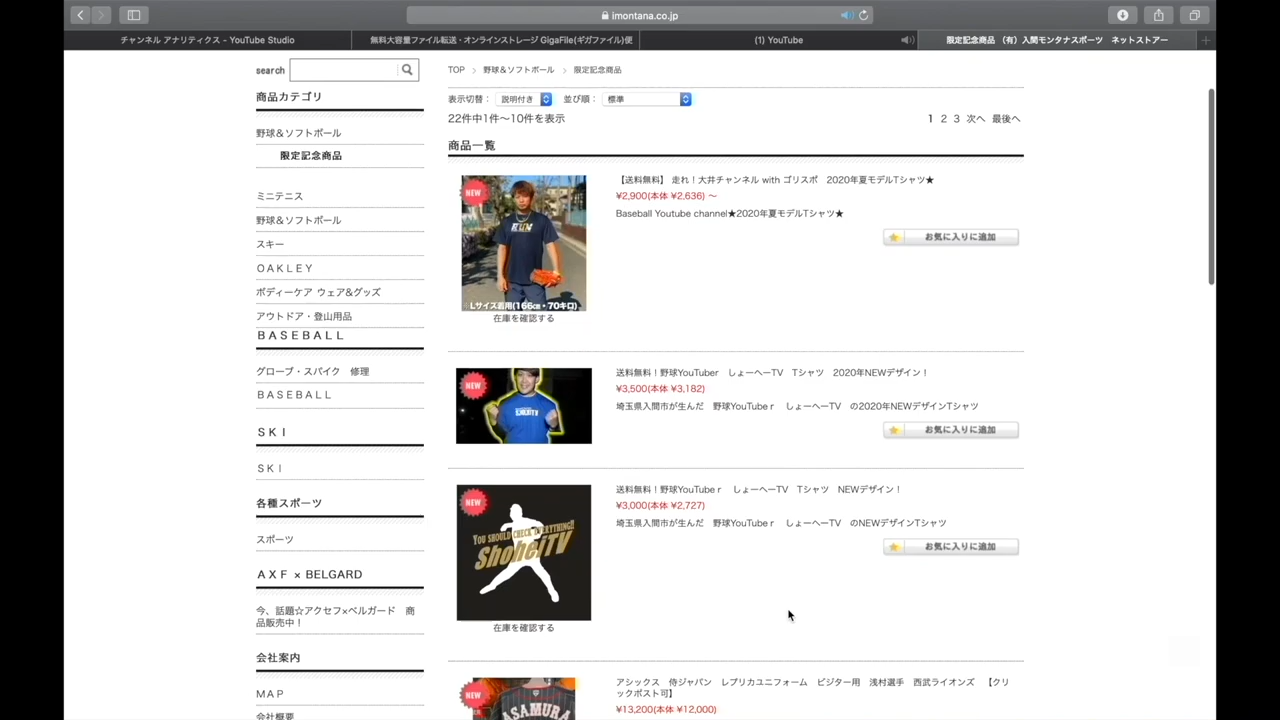 imontana.co.jp
チャンネル アナリティクス - YouTube Studio
無料大容量ファイル転送・オンラインストレージ GigaFile(ギガファイル)便
(1) YouTube
限定記念商品 （有）入間モンタナスポーツ　ネットストアー
search
商品カテゴリ
野球＆ソフトボール
限定記念商品
ミニテニス
野球＆ソフトボール
スキー
ＯＡＫＬＥＹ
ボディーケア ウェア&グッズ
アウトドア・登山用品
ＢＡＳＥＢＡＬＬ
グローブ・スパイク　修理
ＢＡＳＥＢＡＬＬ
ＳＫＩ
ＳＫＩ
各種スポーツ
スポーツ
ＡＸＦ × BELGARD
今、話題☆アクセフ×ベルガード　商
品販売中！
会社案内
ＭＡＰ
会社概要
TOP > 野球＆ソフトボール > 限定記念商品
表示切替： 説明付き 並び順： 標準
22件中1件〜10件を表示
1 2 3 次へ 最後へ
商品一覧
NEW
RUN
※Lサイズ着用(166㎝・70キロ)
在庫を確認する
【送料無料】 走れ！大井チャンネル with ゴリスポ　2020年夏モデルTシャツ★
¥2,900(本体 ¥2,636) 〜
Baseball Youtube channel★2020年夏モデルTシャツ★
お気に入りに追加
NEW
SHOHEITV
送料無料！野球YouTuber　しょーへーTV　Tシャツ　2020年NEWデザイン！
¥3,500(本体 ¥3,182)
埼玉県入間市が生んだ　野球YouTubeｒ　しょーへーTV　の2020年NEWデザインTシャツ
お気に入りに追加
NEW
YOU SHOULD CHECK EVERYTHING!!
ShoheiTV
在庫を確認する
送料無料！野球YouTubeｒ　しょーへーTV　Tシャツ　NEWデザイン！
¥3,000(本体 ¥2,727)
埼玉県入間市が生んだ　野球YouTubeｒ　しょーへーTV　のNEWデザインTシャツ
お気に入りに追加
NEW
ASAMURA
アシックス　侍ジャパン　レプリカユニフォーム　ビジター用　浅村選手　西武ライオンズ　【クリ
ックポスト可】
¥13,200(本体 ¥12,000)